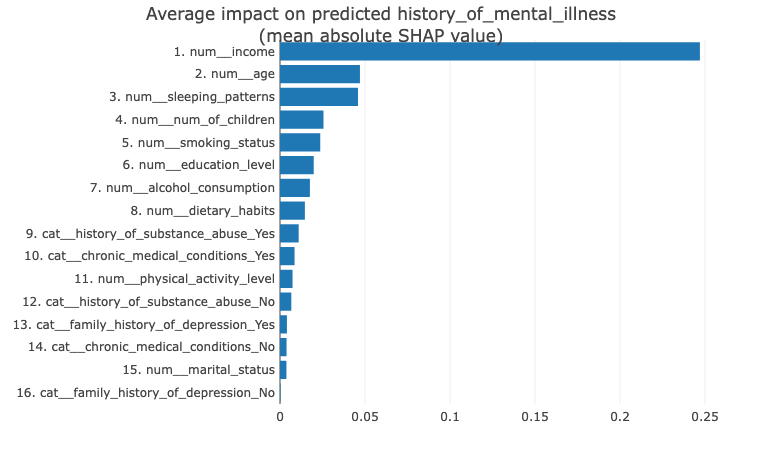 Average impact on predicted history_of_mental_illness
(mean absolute SHAP value)
1. num__income
2. num__age
3. num__sleeping_patterns
4. num__num_of_children
5. num__smoking_status
6. num__education_level
7. num__alcohol_consumption
8. num__dietary_habits
9. cat__history_of_substance_abuse_Yes
10. cat__chronic_medical_conditions_Yes
11. num__physical_activity_level
12. cat__history_of_substance_abuse_No
13. cat__family_history_of_depression_Yes
14. cat__chronic_medical_conditions_No
15. num__marital_status
16. cat__family_history_of_depression_No
0 0.05 0.1 0.15 0.2 0.25